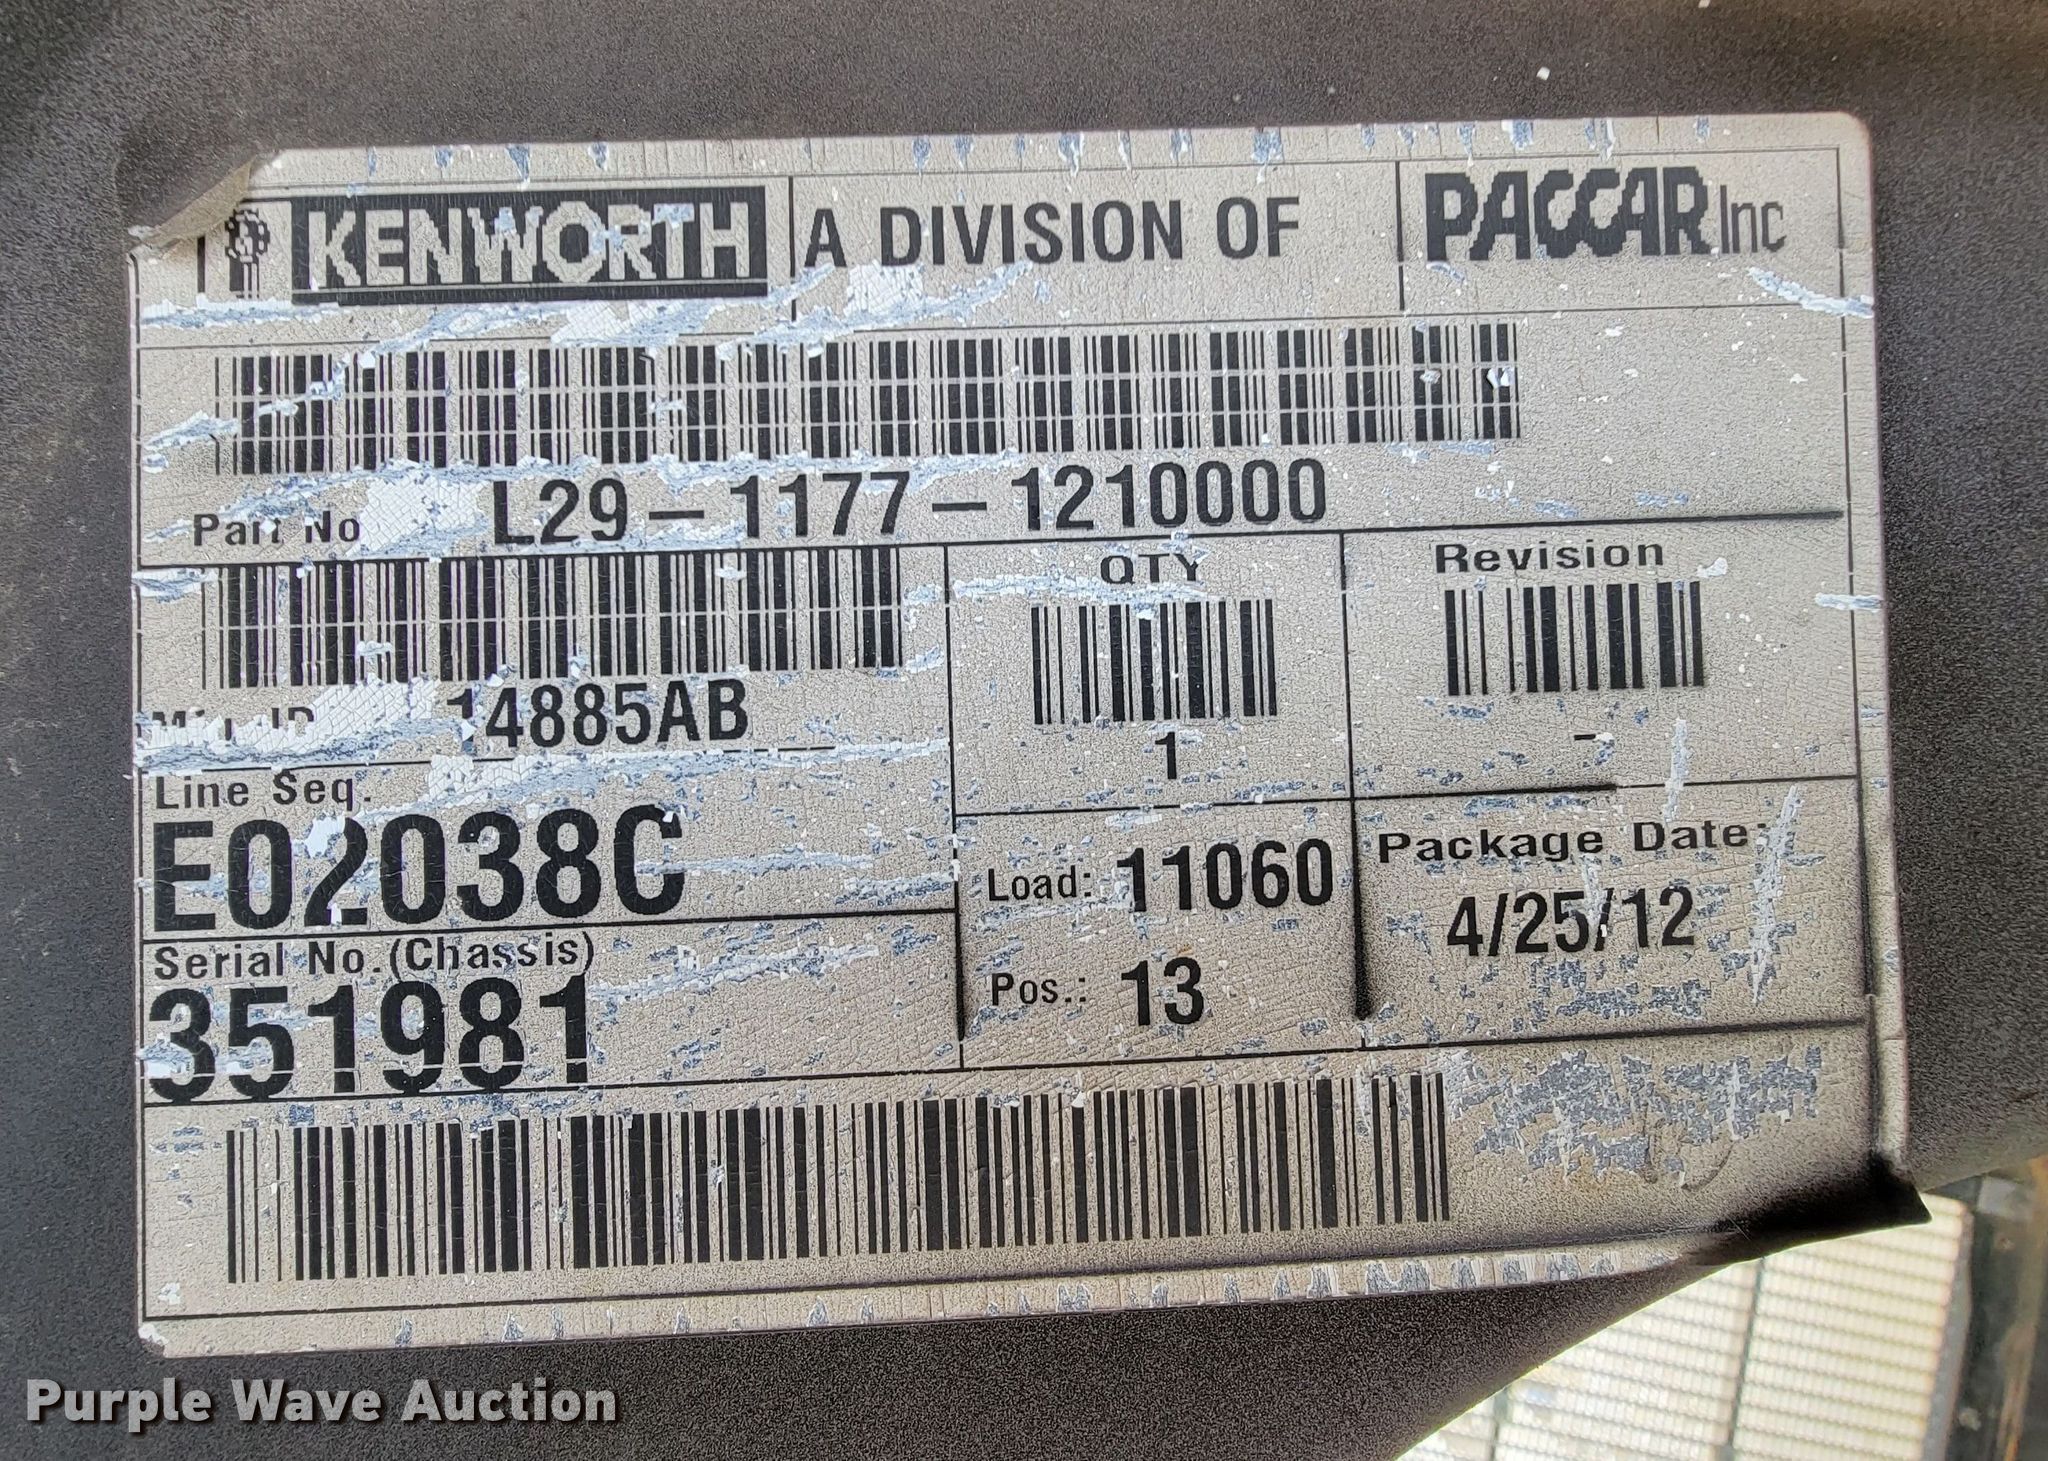 KENWORTH A DIVISION OF PACCAR Inc
Part No L29-1177-1210000
QTY
1
Revision
-
14885AB
Line Seq.
E02038C
Load: 11060
Package Date:
4/25/12
Serial No.(Chassis)
351981
Pos.: 13
Purple Wave Auction